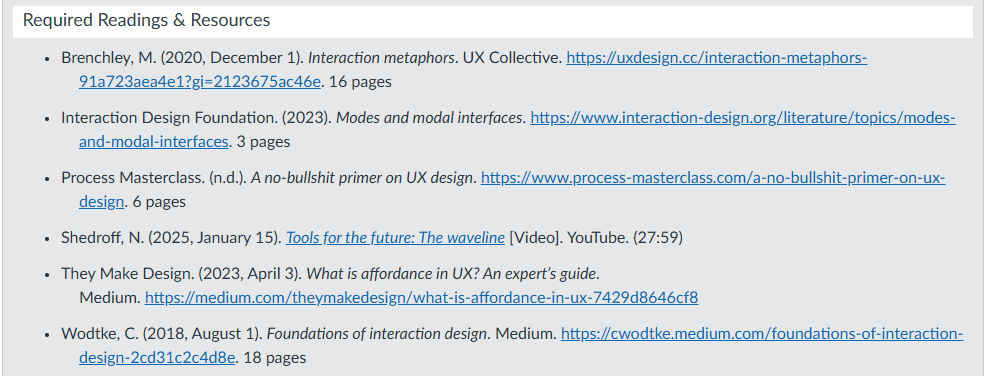 Required Readings & Resources
• Brenchley, M. (2020, December 1). Interaction metaphors. UX Collective. https://uxdesign.cc/interaction-metaphors-
91a723aea4e1?gi=2123675ac46e. 16 pages
• Interaction Design Foundation. (2023). Modes and modal interfaces. https://www.interaction-design.org/literature/topics/modes-
and-modal-interfaces. 3 pages
• Process Masterclass. (n.d.). A no-bullshit primer on UX design. https://www.process-masterclass.com/a-no-bullshit-primer-on-ux-
design. 6 pages
• Shedroff, N. (2025, January 15). Tools for the future: The waveline [Video]. YouTube. (27:59)
• They Make Design. (2023, April 3). What is affordance in UX? An expert’s guide.
Medium. https://medium.com/theymakedesign/what-is-affordance-in-ux-7429d8646cf8
• Wodtke, C. (2018, August 1). Foundations of interaction design. Medium. https://cwodtke.medium.com/foundations-of-interaction-
design-2cd31c2c4d8e. 18 pages